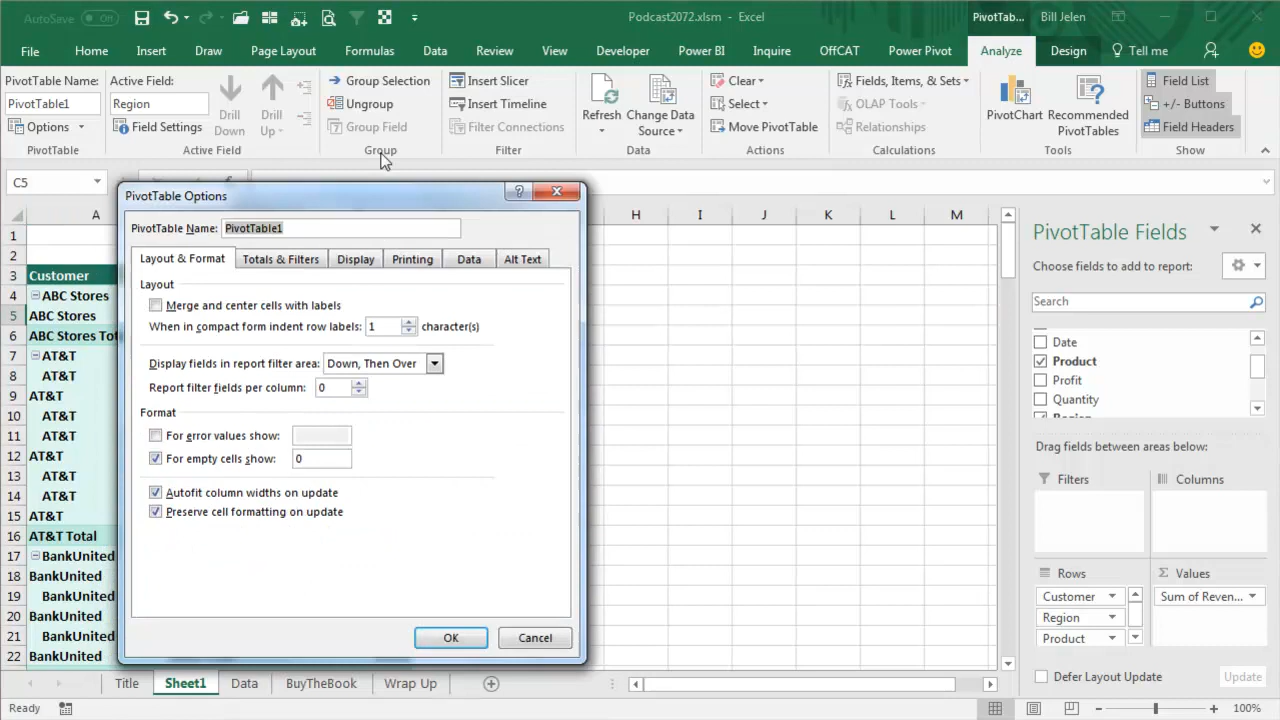 AutoSave Off
Podcast2072.xlsm - Excel
PivotTab...
Bill Jelen
File Home Insert Draw Page Layout Formulas Data Review View Developer Power BI Inquire OffCAT Power Pivot Analyze Design Tell me
PivotTable Name:
PivotTable1
Options
PivotTable
Active Field:
Region
Field Settings
Drill Down
Drill Up
Active Field
Group Selection
Ungroup
Group Field
Group
Insert Slicer
Insert Timeline
Filter Connections
Filter
Refresh
Change Data Source
Data
Clear
Select
Move PivotTable
Actions
Fields, Items, & Sets
OLAP Tools
Relationships
Calculations
PivotChart
Recommended PivotTables
Tools
Field List
+/- Buttons
Field Headers
Show
C5
A H I J K L M
1
2
3 Customer
4 ABC Stores
5 ABC Stores
6 ABC Stores Tot
7 AT&T
8 AT&T
9 AT&T
10 AT&T
11 AT&T
12 AT&T
13 AT&T
14 AT&T
15 AT&T
16 AT&T Total
17 BankUnited
18 BankUnited
19 BankUnited
20 BankUnited
21 BankUnited
22 BankUnited
PivotTable Options
?
PivotTable Name: PivotTable1
Layout & Format Totals & Filters Display Printing Data Alt Text
Layout
Merge and center cells with labels
When in compact form indent row labels: 1 character(s)
Display fields in report filter area: Down, Then Over
Report filter fields per column: 0
Format
For error values show:
For empty cells show: 0
Autofit column widths on update
Preserve cell formatting on update
OK Cancel
PivotTable Fields
Choose fields to add to report:
Search
Date
Product
Profit
Quantity
Region
Drag fields between areas below:
Filters
Columns
Rows
Σ Values
Customer
Sum of Reven...
Region
Product
Defer Layout Update
Update
Title Sheet1 Data BuyTheBook Wrap Up
Ready
100%